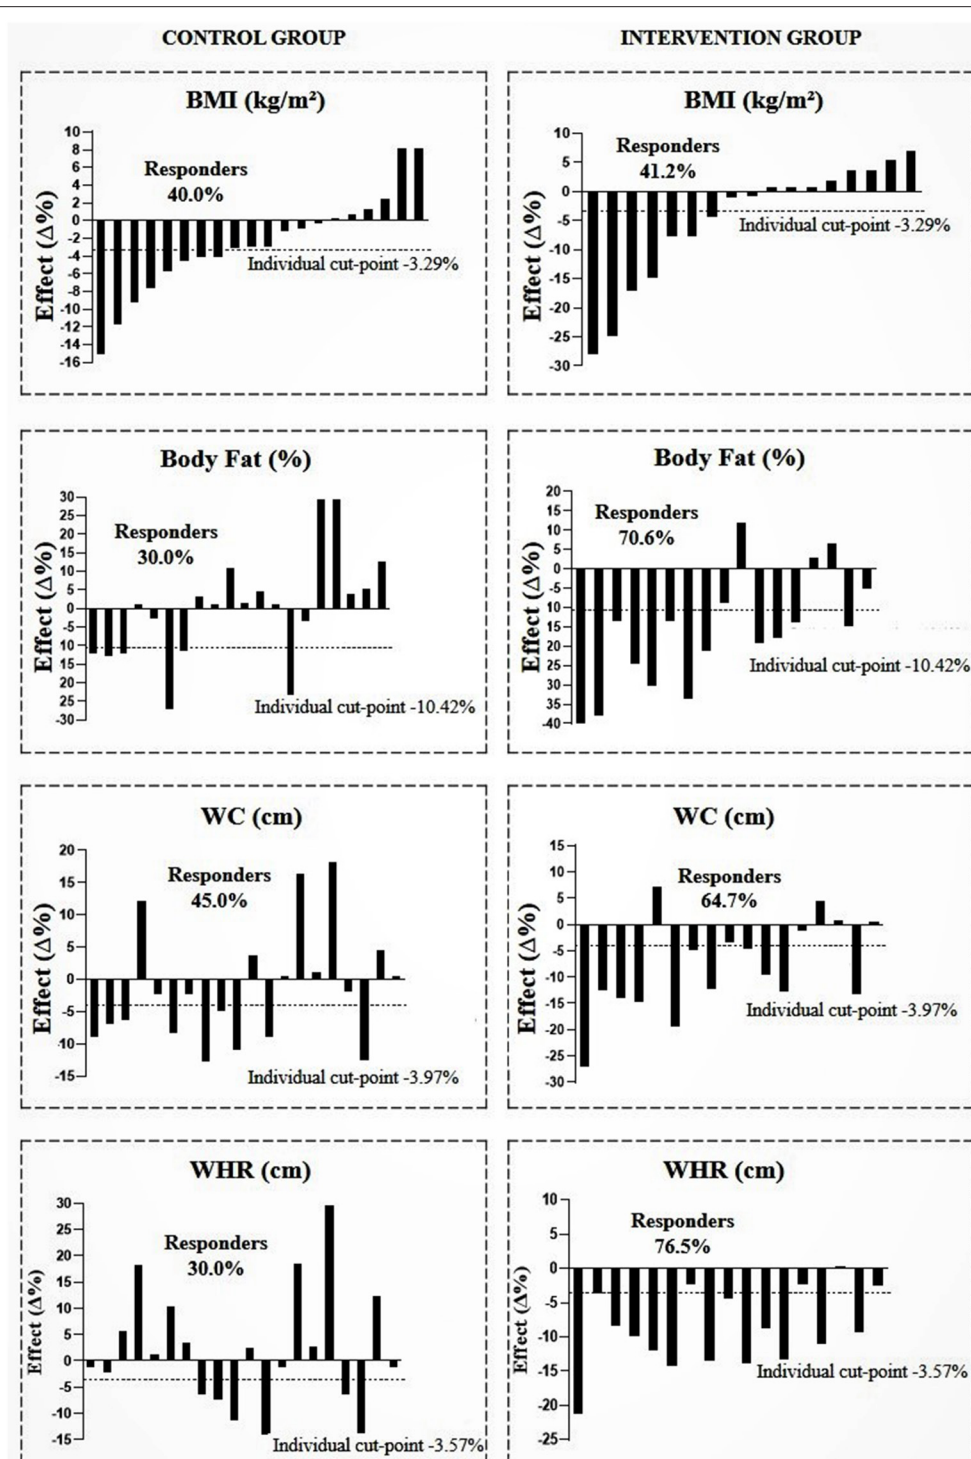 CONTROL GROUP
INTERVENTION GROUP
BMI (kg/m²)
Responders
40.0%
Effect (Δ%)
10
8
6
4
2
0
-2
-4
-6
-8
-10
-12
-14
-16
Individual cut-point -3.29%
BMI (kg/m²)
Responders
41.2%
Effect (Δ%)
10
5
0
-5
-10
-15
-20
-25
-30
Individual cut-point -3.29%
Body Fat (%)
Responders
30.0%
Effect (Δ%)
30
25
20
15
10
5
0
-5
10
15
20
25
-30
Individual cut-point -10.42%
Body Fat (%)
Responders
70.6%
Effect (Δ%)
20
15
10
5
0
-5
10
15
20
25
30
35
-40
Individual cut-point -10.42%
WC (cm)
Responders
45.0%
Effect (Δ%)
20
15
10
5
0
-5
-10
-15
Individual cut-point -3.97%
WC (cm)
Responders
64.7%
Effect (Δ%)
15
10
5
0
-5
-10
-15
-20
-25
-30
Individual cut-point -3.97%
WHR (cm)
Responders
30.0%
Effect (Δ%)
30
25
20
15
10
5
0
-5
-10
-15
Individual cut-point -3.57%
WHR (cm)
Responders
76.5%
Effect (Δ%)
10
5
0
-5
-10
-15
-20
-25
Individual cut-point -3.57%